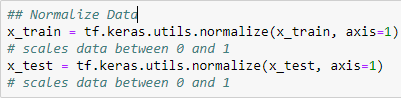 ## Normalize Data
x_train = tf.keras.utils.normalize(x_train, axis=1)
# scales data between 0 and 1
x_test = tf.keras.utils.normalize(x_test, axis=1)
# scales data between 0 and 1